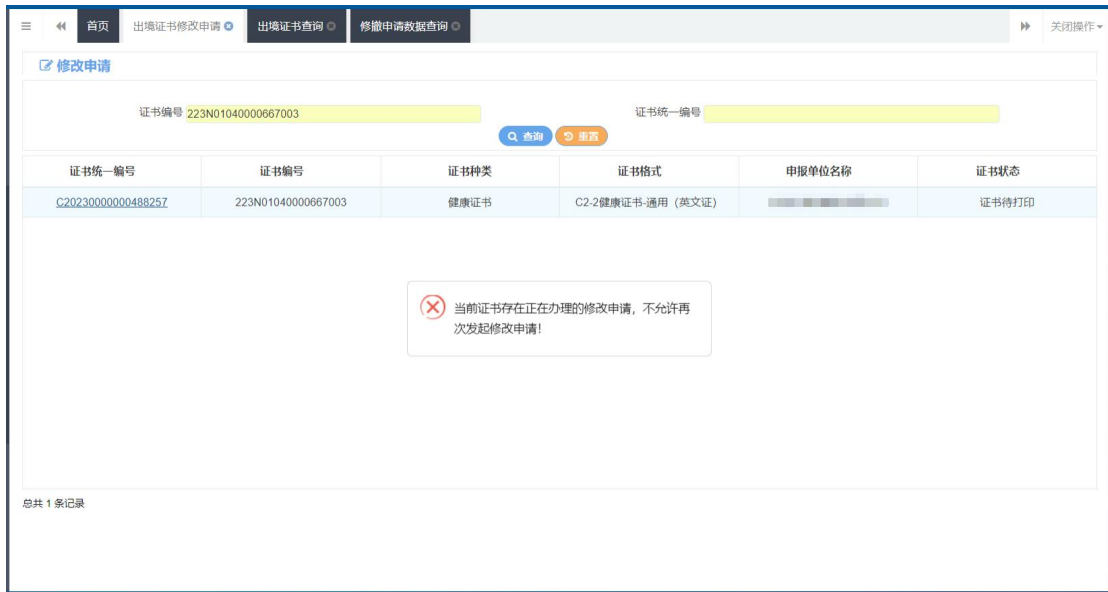 首页 出境证书修改申请 出境证书查询 修撤申请数据查询 关闭操作
修改申请
证书编号 223N01040000667003 证书统一编号
查询 重置
证书统一编号 证书编号 证书种类 证书格式 申报单位名称 证书状态
C20230000000488257 223N01040000667003 健康证书 C2-2健康证书-通用（英文证） 证书待打印
当前证书存在正在办理的修改申请，不允许再
次发起修改申请！
总共 1 条记录